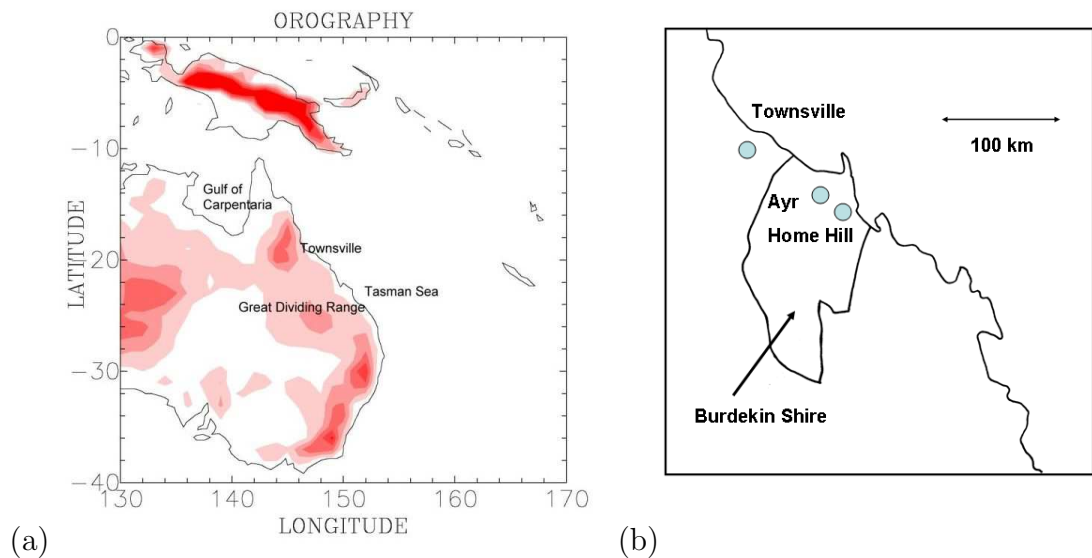 OROGRAPHY
0
−10
−20
−30
−40
LATITUDE
130
140
150
160
170
LONGITUDE
Gulf of
Carpentaria
Townsville
Tasman Sea
Great Dividing Range
(a)
Townsville
100 km
Ayr
Home Hill
Burdekin Shire
(b)